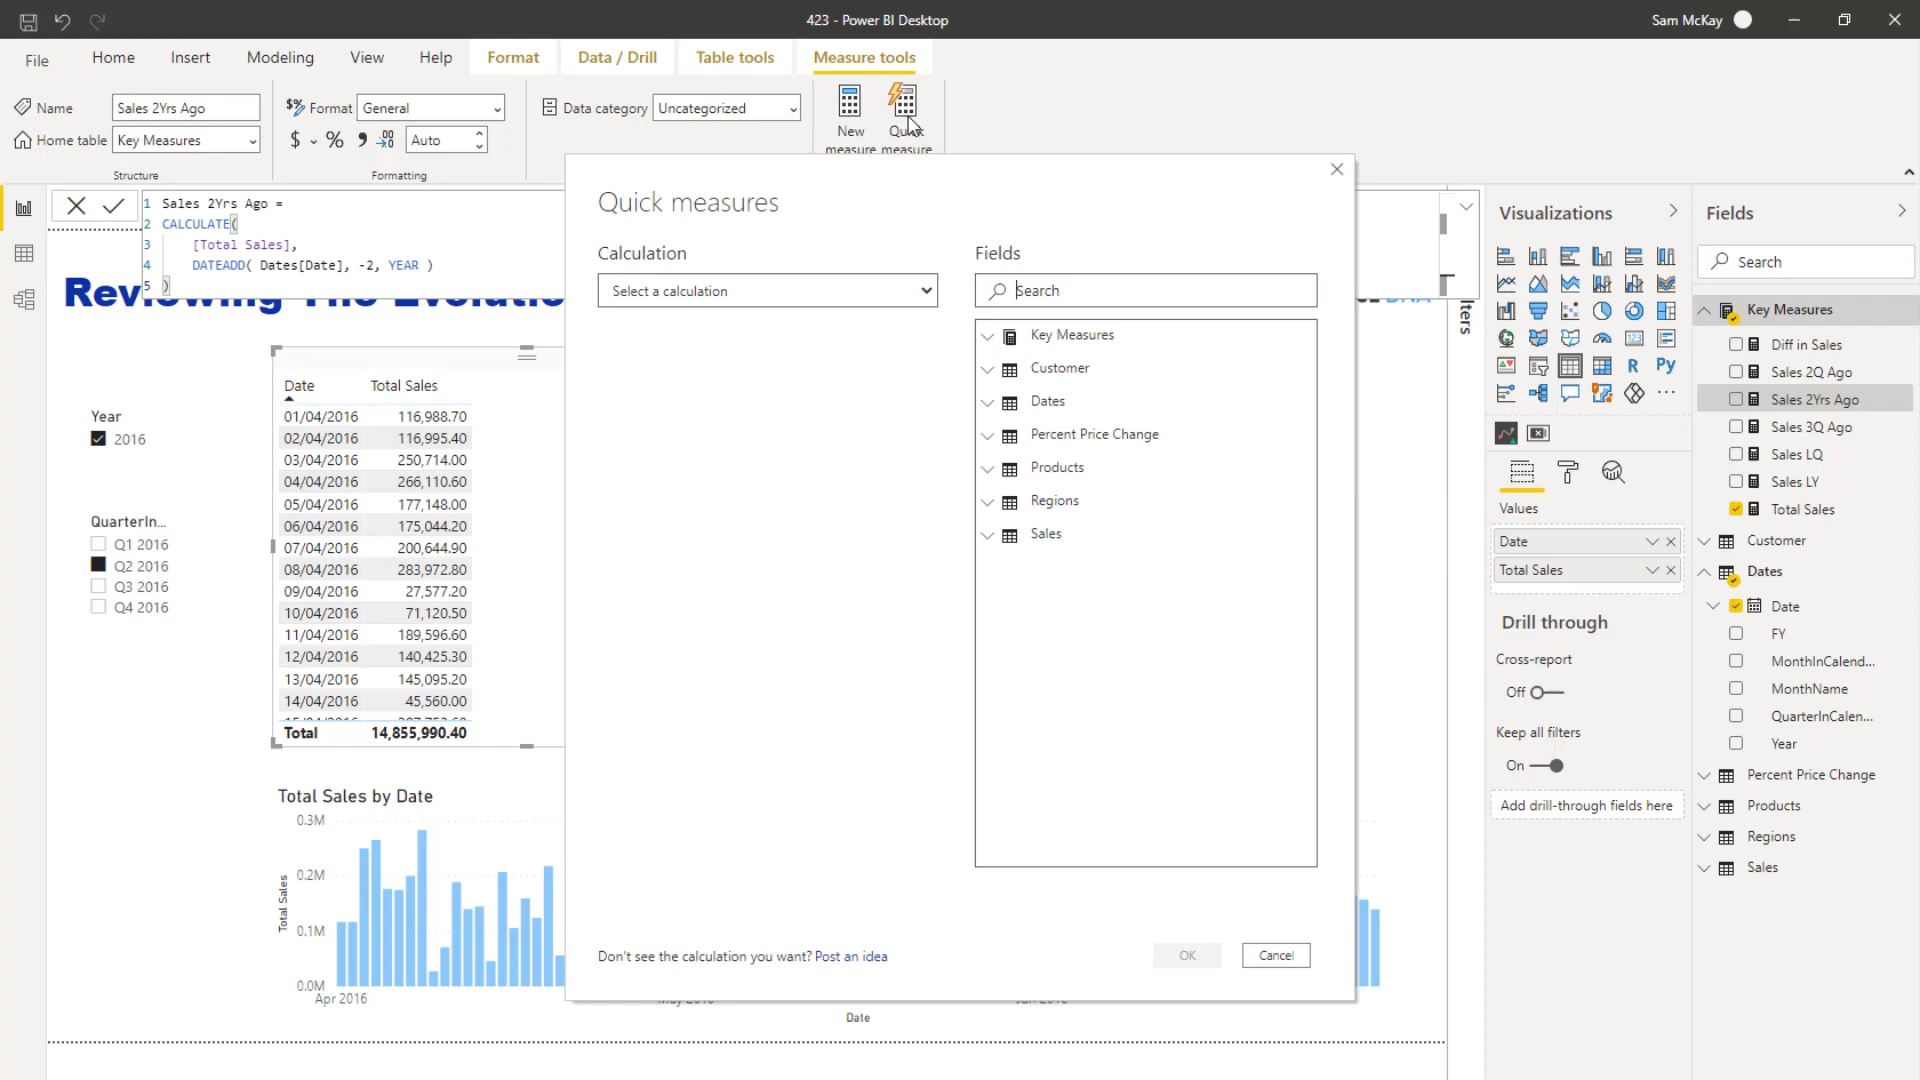 423 - Power BI Desktop
Sam McKay
File
Home
Insert
Modeling
View
Help
Format
Data / Drill
Table tools
Measure tools
Name
Sales 2Yrs Ago
Home table
Key Measures
Structure
Format
General
$
%
Auto
Formatting
Data category
Uncategorized
New
measure
Quick
measure
1 Sales 2Yrs Ago =
2 CALCULATE(
3 [Total Sales],
4 DATEADD( Dates[Date], -2, YEAR )
5 )
Reviewing The Evolutio
DNA
Year
2016
QuarterIn...
Q1 2016
Q2 2016
Q3 2016
Q4 2016
Date Total Sales
01/04/2016 116,988.70
02/04/2016 116,995.40
03/04/2016 250,714.00
04/04/2016 266,110.60
05/04/2016 177,148.00
06/04/2016 175,044.20
07/04/2016 200,644.90
08/04/2016 283,972.80
09/04/2016 27,577.20
10/04/2016 71,120.50
11/04/2016 189,596.60
12/04/2016 140,425.30
13/04/2016 145,095.20
14/04/2016 45,560.00
Total 14,855,990.40
Total Sales by Date
0.3M
0.2M
0.1M
0.0M
Total Sales
Apr 2016
Date
Quick measures
Calculation
Select a calculation
Fields
Search
Key Measures
Customer
Dates
Percent Price Change
Products
Regions
Sales
Don't see the calculation you want? Post an idea
OK
Cancel
Visualizations
R
Py
Values
Date
Total Sales
Drill through
Cross-report
Off
Keep all filters
On
Add drill-through fields here
Fields
Search
Key Measures
Diff in Sales
Sales 2Q Ago
Sales 2Yrs Ago
Sales 3Q Ago
Sales LQ
Sales LY
Total Sales
Customer
Dates
Date
FY
MonthInCalend...
MonthName
QuarterInCalen...
Year
Percent Price Change
Products
Regions
Sales